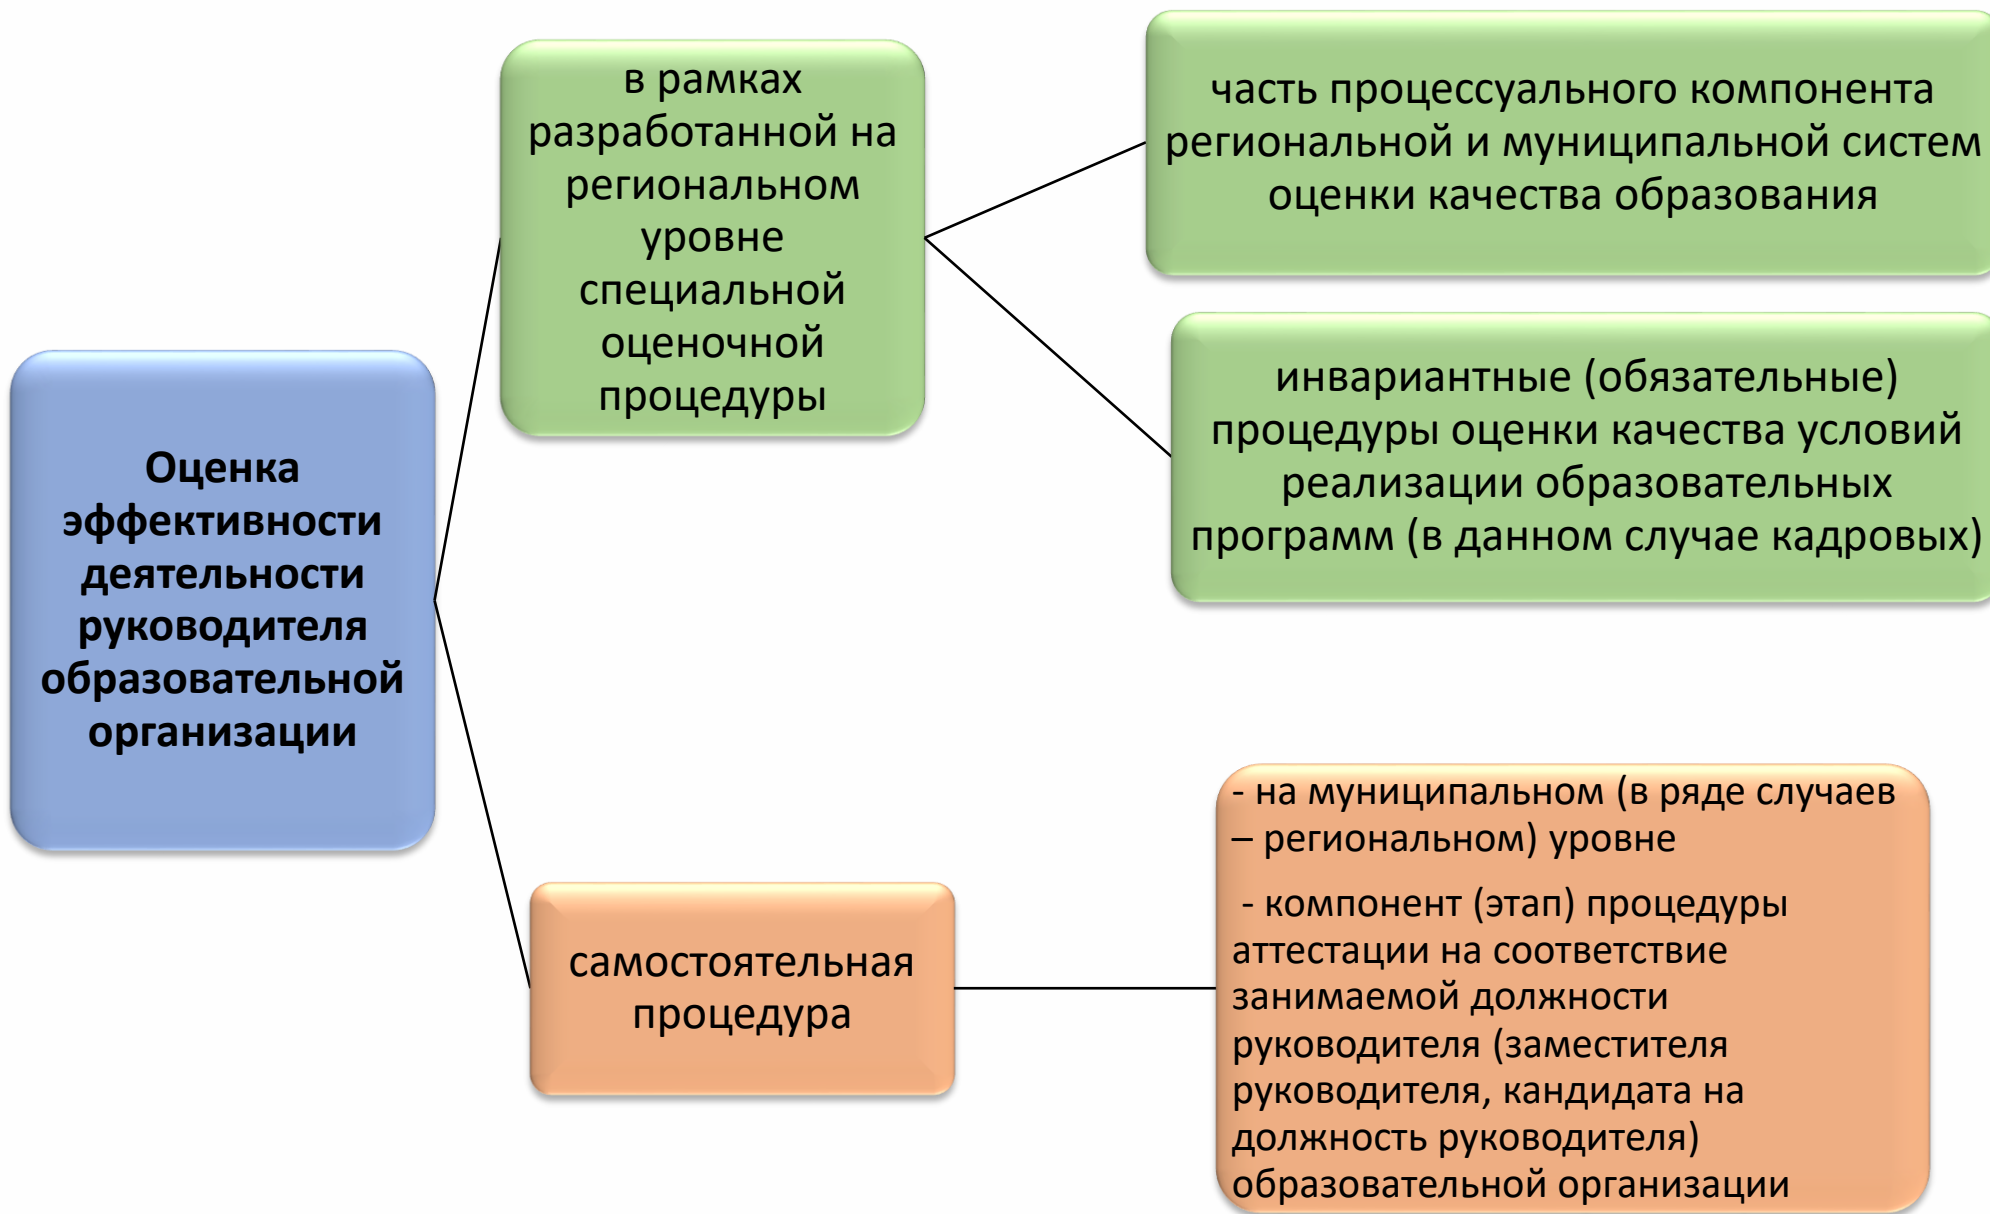 Оценка
эффективности
деятельности
руководителя
образовательной
организации
в рамках
разработанной на
региональном
уровне
специальной
оценочной
процедуры
часть процессуального компонента
региональной и муниципальной систем
оценки качества образования
инвариантные (обязательные)
процедуры оценки качества условий
реализации образовательных
программ (в данном случае кадровых)
самостоятельная
процедура
- на муниципальном (в ряде случаев
– региональном) уровне
- компонент (этап) процедуры
аттестации на соответствие
занимаемой должности
руководителя (заместителя
руководителя, кандидата на
должность руководителя)
образовательной организации